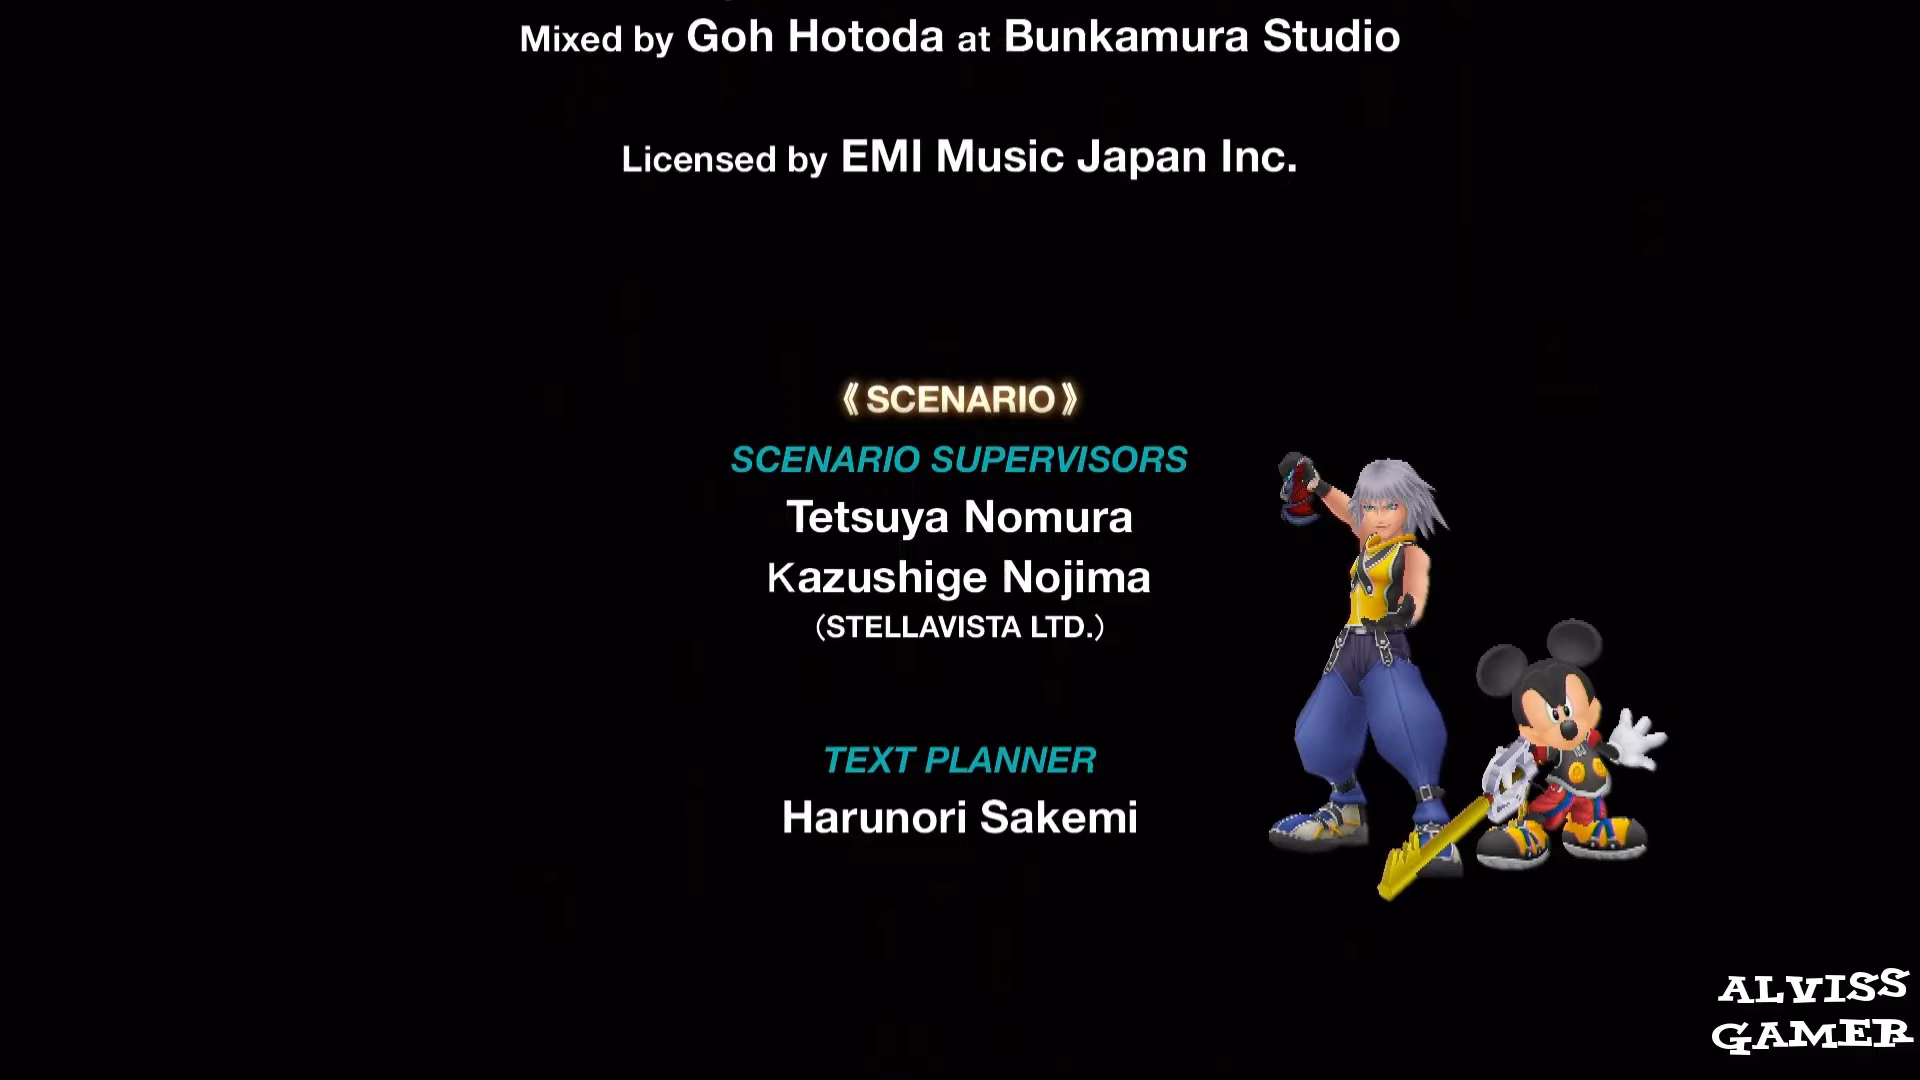 Mixed by Goh Hotoda at Bunkamura Studio
Licensed by EMI Music Japan Inc.
《SCENARIO》
SCENARIO SUPERVISORS
Tetsuya Nomura
Kazushige Nojima
(STELLAVISTA LTD.)
TEXT PLANNER
Harunori Sakemi
ALVISS
GAMER